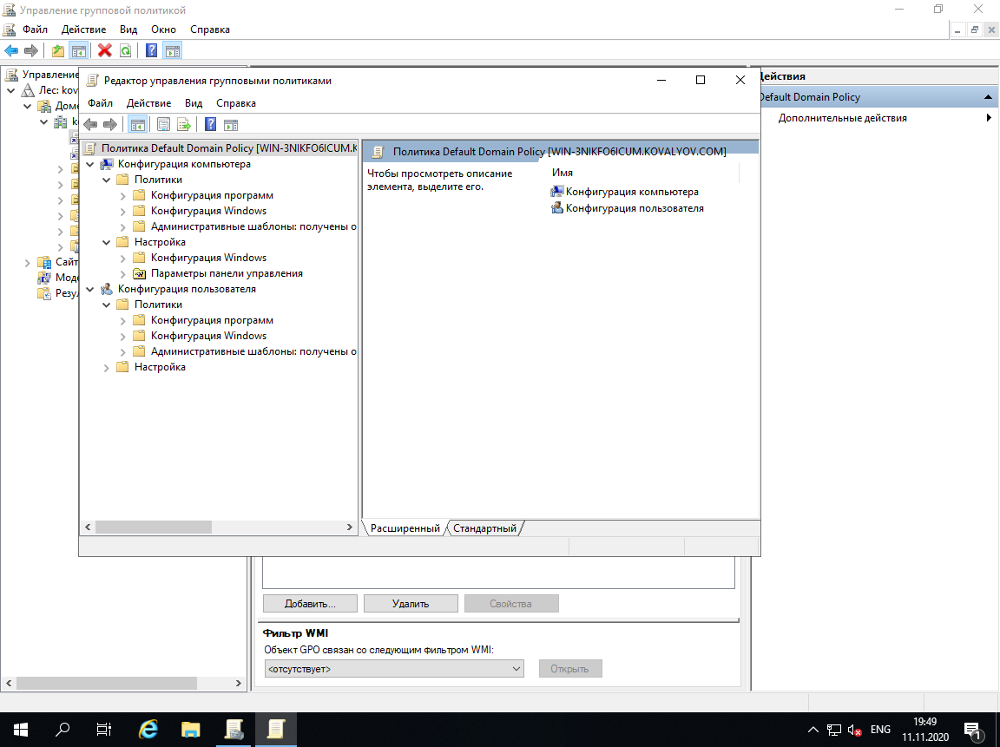 Управление групповой политикой
Файл Действие Вид Окно Справка
Управление
Лес: kov
Доме
k
Сайт
Моде
Резу
Редактор управления групповыми политиками
Файл Действие Вид Справка
Политика Default Domain Policy [WIN-3NIKFO6ICUM.K
Конфигурация компьютера
Политики
Конфигурация программ
Конфигурация Windows
Административные шаблоны: получены о
Настройка
Конфигурация Windows
Параметры панели управления
Конфигурация пользователя
Политики
Конфигурация программ
Конфигурация Windows
Административные шаблоны: получены о
Настройка
Политика Default Domain Policy [WIN-3NIKFO6ICUM.KOVALYOV.COM]
Чтобы просмотреть описание
элемента, выделите его.
Имя
Конфигурация компьютера
Конфигурация пользователя
Расширенный Стандартный
Действия
Default Domain Policy
Дополнительные действия
Добавить... Удалить Свойства
Фильтр WMI
Объект GPO связан со следующим фильтром WMI:
<отсутствует> Открыть
ENG
19:49
11.11.2020
1